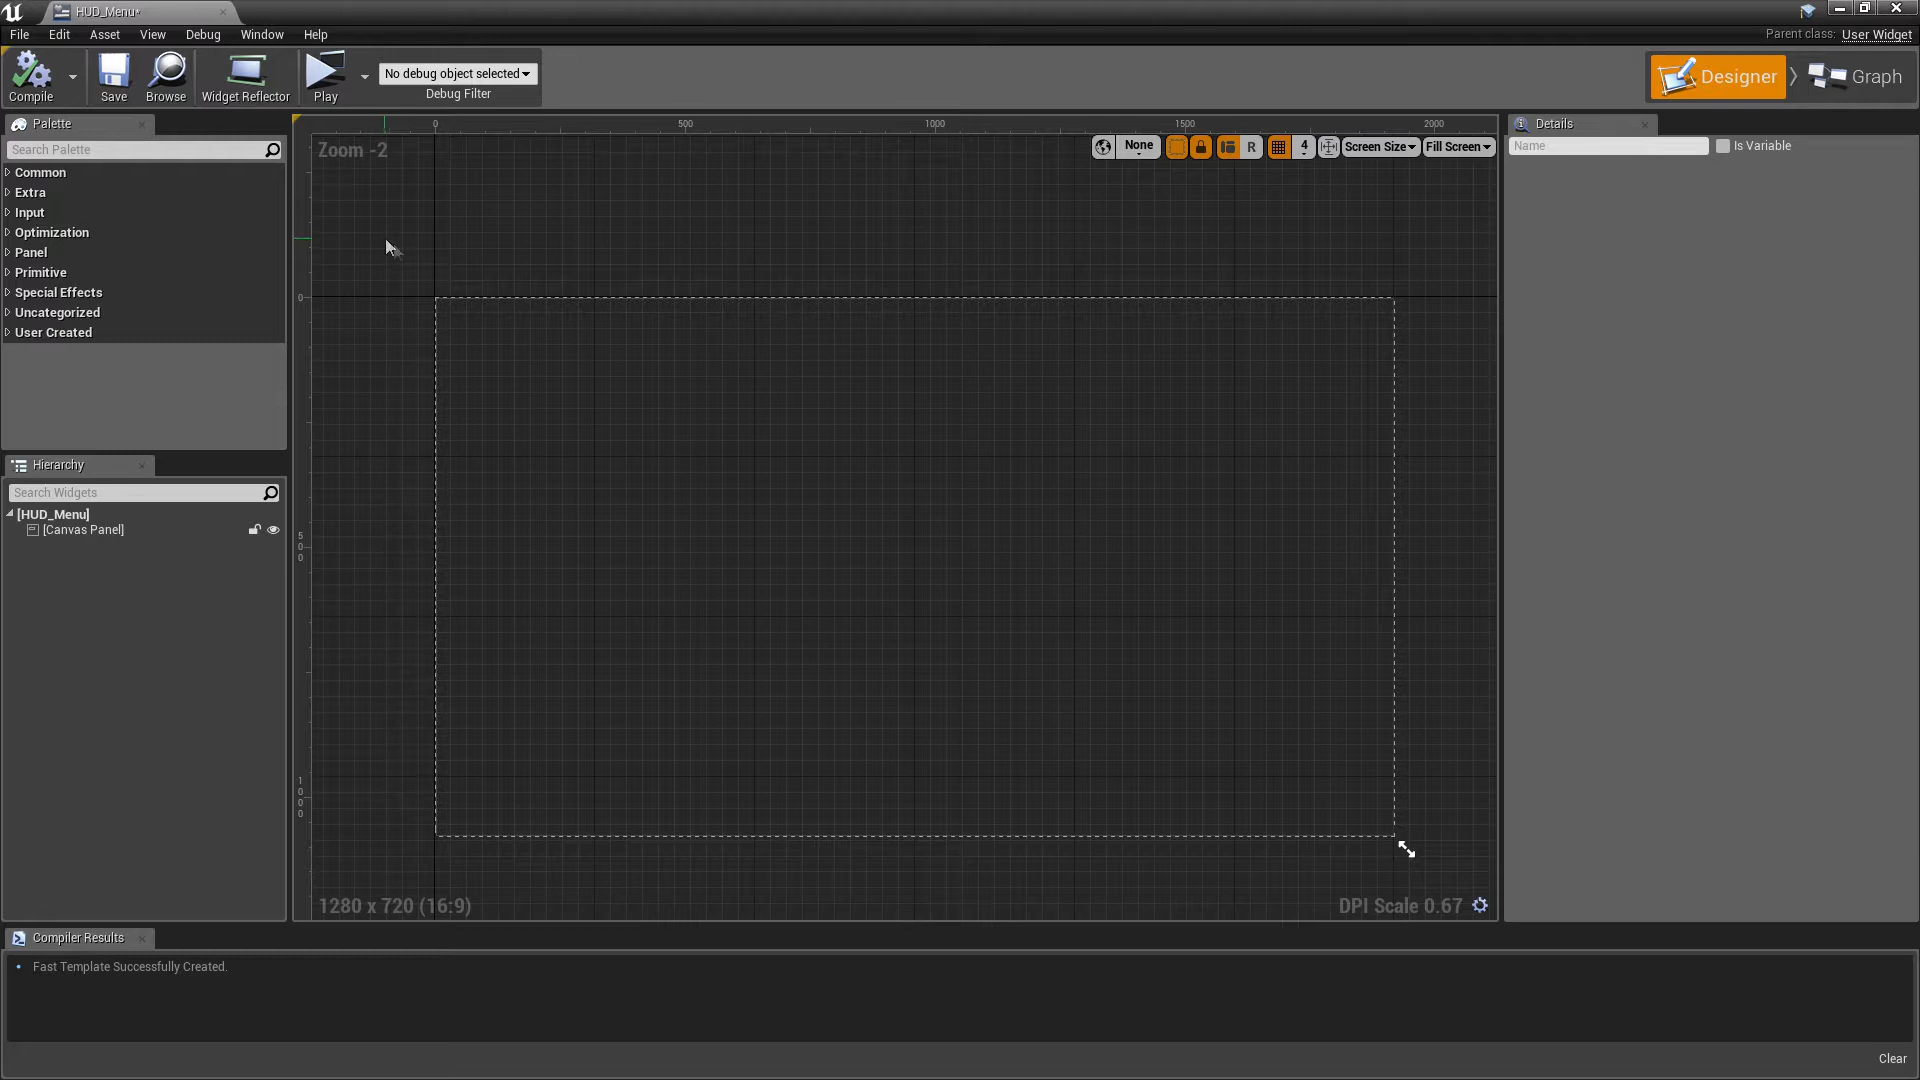 HUD_Menu*
File Edit Asset View Debug Window Help
Parent class: User Widget
Compile Save Browse Widget Reflector Play
No debug object selected
Debug Filter
Designer Graph
Palette
Search Palette
Common
Extra
Input
Optimization
Panel
Primitive
Special Effects
Uncategorized
User Created
Hierarchy
Search Widgets
[HUD_Menu]
[Canvas Panel]
0 500 1000 1500 2000
Zoom -2
None R 4 Screen Size Fill Screen
0
500
1000
1280 x 720 (16:9)
DPI Scale 0.67
Details
Name
Is Variable
Compiler Results
Fast Template Successfully Created.
Clear